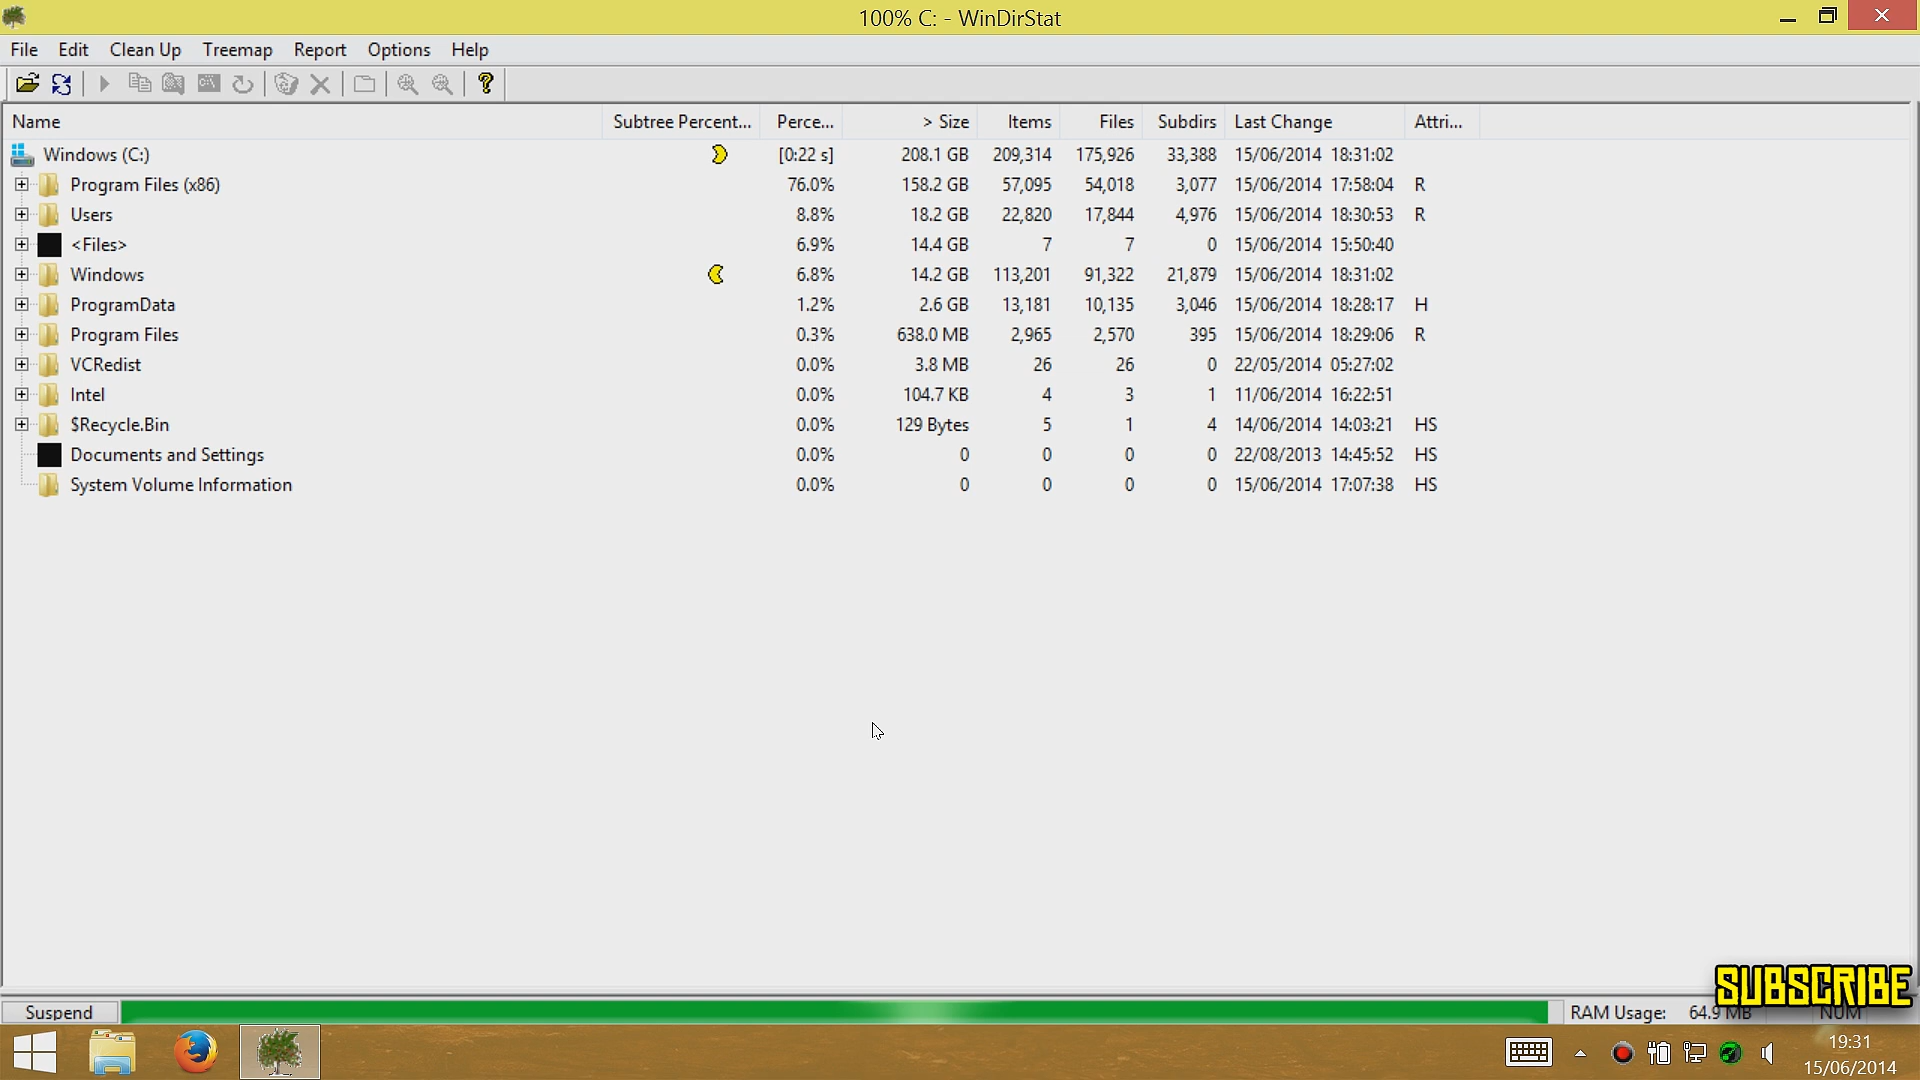 100% C: - WinDirStat
File Edit Clean Up Treemap Report Options Help
Name Subtree Percent... Perce... > Size Items Files Subdirs Last Change Attri...
Windows (C:) [0:22 s] 208.1 GB 209,314 175,926 33,388 15/06/2014 18:31:02
Program Files (x86) 76.0% 158.2 GB 57,095 54,018 3,077 15/06/2014 17:58:04 R
Users 8.8% 18.2 GB 22,820 17,844 4,976 15/06/2014 18:30:53 R
<Files> 6.9% 14.4 GB 7 7 0 15/06/2014 15:50:40
Windows 6.8% 14.2 GB 113,201 91,322 21,879 15/06/2014 18:31:02
ProgramData 1.2% 2.6 GB 13,181 10,135 3,046 15/06/2014 18:28:17 H
Program Files 0.3% 638.0 MB 2,965 2,570 395 15/06/2014 18:29:06 R
VCRedist 0.0% 3.8 MB 26 26 0 22/05/2014 05:27:02
Intel 0.0% 104.7 KB 4 3 1 11/06/2014 16:22:51
$Recycle.Bin 0.0% 129 Bytes 5 1 4 14/06/2014 14:03:21 HS
Documents and Settings 0.0% 0 0 0 0 22/08/2013 14:45:52 HS
System Volume Information 0.0% 0 0 0 0 15/06/2014 17:07:38 HS
SUBSCRIBE
Suspend RAM Usage: 64.9 MB NUM
19:31
15/06/2014